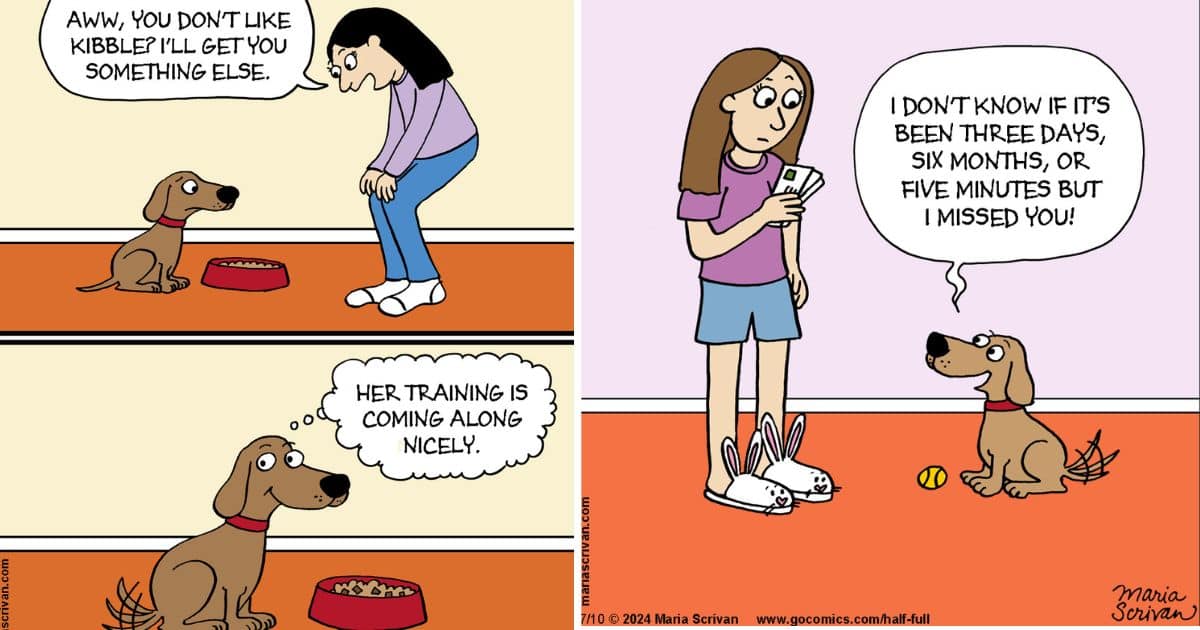 AWW, YOU DON'T LIKE
KIBBLE? I'LL GET YOU
SOMETHING ELSE.
HER TRAINING IS
COMING ALONG
NICELY.
scrivan.com
I DON'T KNOW IF IT'S
BEEN THREE DAYS,
SIX MONTHS, OR
FIVE MINUTES BUT
I MISSED YOU!
mariascrivan.com
7/10 © 2024 Maria Scrivan www.gocomics.com/half-full
Maria
Scrivan